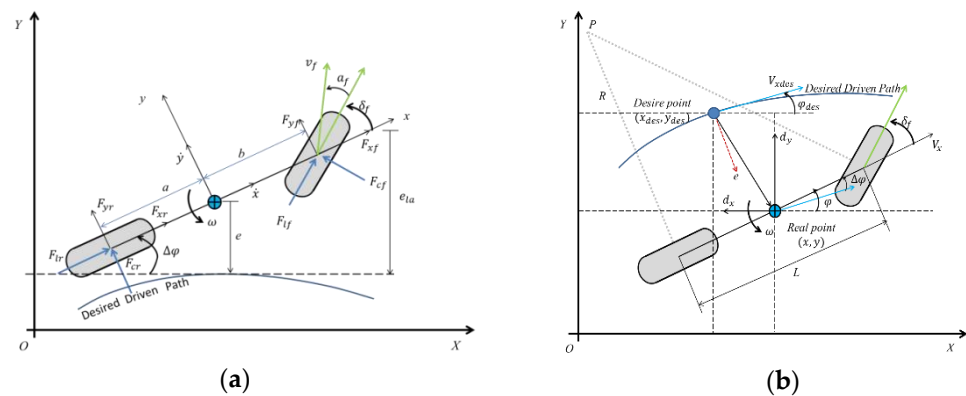 Y
v_f
a_f
δ_f
x
y
F_yf
F_xf
b
ẏ
ẋ
F_cf
a
e_la
F_yr
F_xr
ω
F_lf
e
F_lr
Δφ
F_cr
Desired Driven Path
O
X
(a)
Y
P
V_xdes
Desired Driven Path
R
Desire point
φ_des
(x_des, y_des)
δ_f
d_y
V_x
e
Δφ
d_x
φ
ω
Real point
(x, y)
L
O
X
(b)